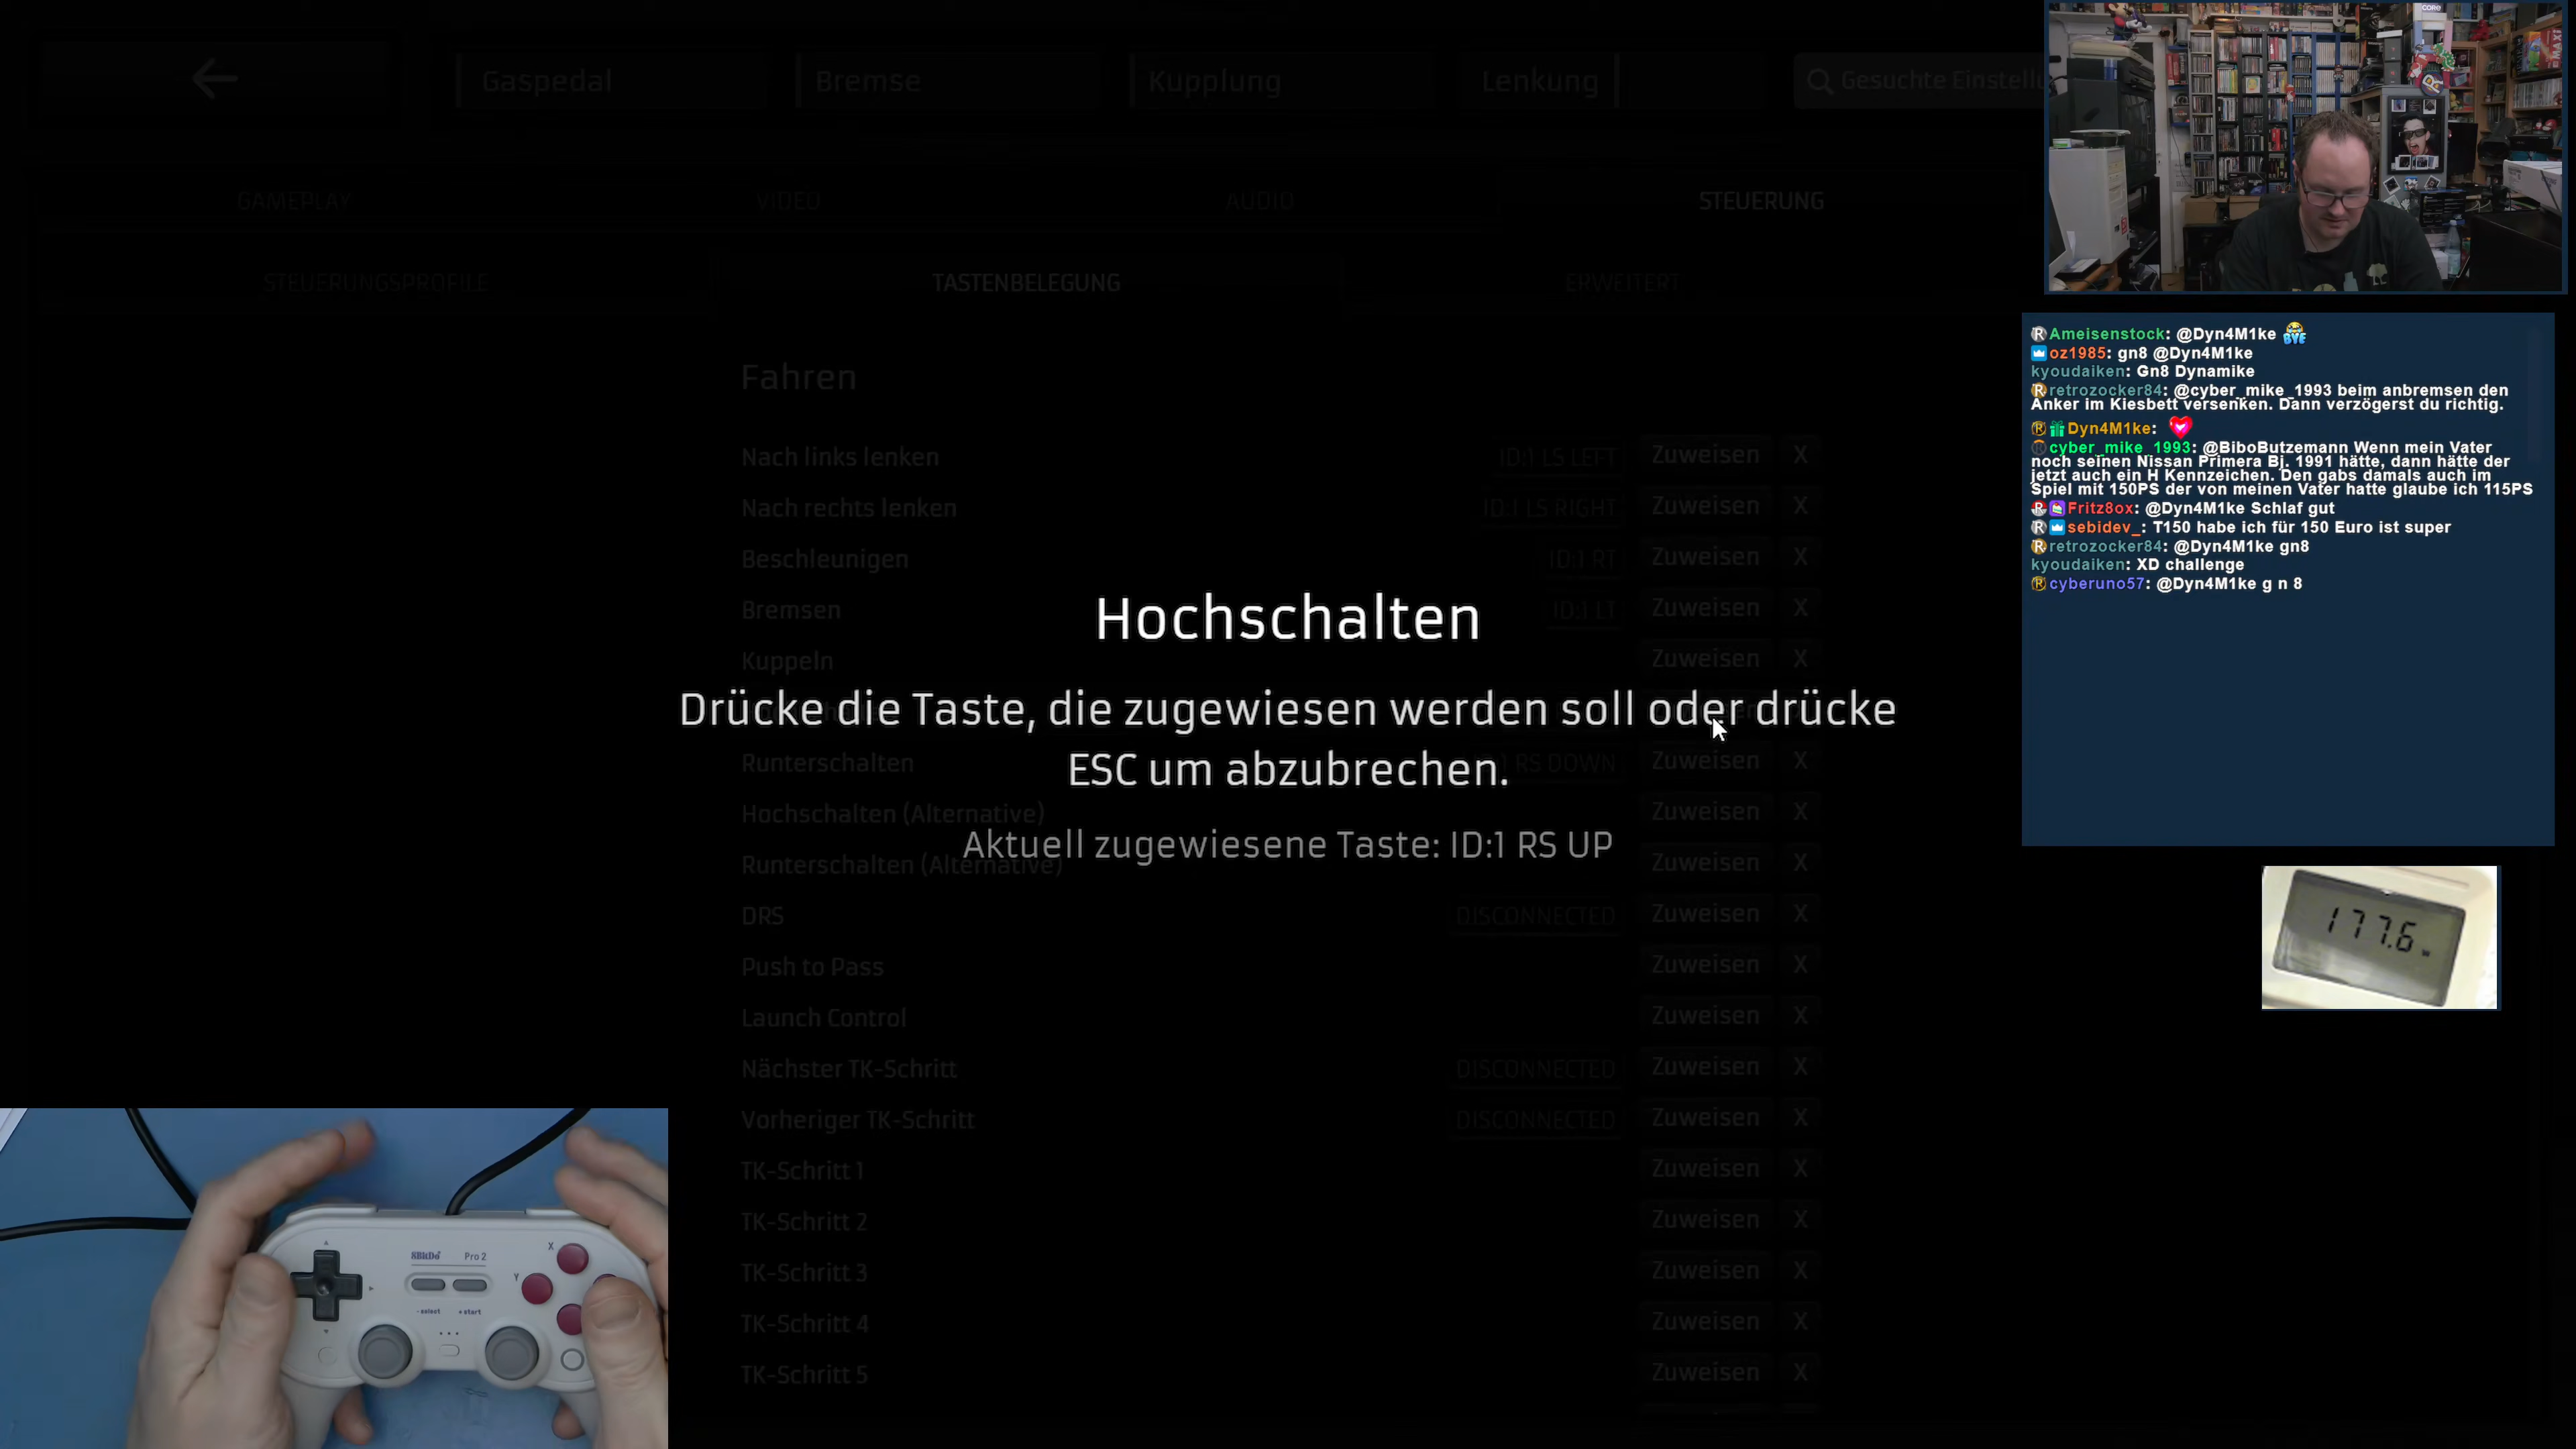 Gaspedal
Bremse
Kupplung
Lenkung
Gesuchte Einstellu
GAMEPLAY
VIDEO
AUDIO
STEUERUNG
STEUERUNGSPROFILE
TASTENBELEGUNG
ERWEITERT
Fahren
Nach links lenken ID:1 LS LEFT Zuweisen X
Nach rechts lenken ID:1 LS RIGHT Zuweisen X
Beschleunigen ID:1 RT Zuweisen X
Bremsen ID:1 LT Zuweisen X
Kuppeln Zuweisen X
Hochschalten
Drücke die Taste, die zugewiesen werden soll oder drücke
ESC um abzubrechen.
Aktuell zugewiesene Taste: ID:1 RS UP
Runterschalten RS DOWN Zuweisen X
Hochschalten (Alternative) Zuweisen X
Runterschalten (Alternative) Zuweisen X
DRS DISCONNECTED Zuweisen X
Push to Pass Zuweisen X
Launch Control Zuweisen X
Nächster TK-Schritt DISCONNECTED Zuweisen X
Vorheriger TK-Schritt DISCONNECTED Zuweisen X
TK-Schritt 1 Zuweisen X
TK-Schritt 2 Zuweisen X
TK-Schritt 3 Zuweisen X
TK-Schritt 4 Zuweisen X
TK-Schritt 5 Zuweisen X
Ameisenstock: @Dyn4M1ke BYE
oz1985: gn8 @Dyn4M1ke
kyoudaiken: Gn8 Dynamike
retrozocker84: @cyber_mike_1993 beim anbremsen den
Anker im Kiesbett versenken. Dann verzögerst du richtig.
Dyn4M1ke:
cyber_mike_1993: @BiboButzemann Wenn mein Vater
noch seinen Nissan Primera Bj. 1991 hätte, dann hätte der
jetzt auch ein H Kennzeichen. Den gabs damals auch im
Spiel mit 150PS der von meinen Vater hatte glaube ich 115PS
Fritz8ox: @Dyn4M1ke Schlaf gut
sebidev_: T150 habe ich für 150 Euro ist super
retrozocker84: @Dyn4M1ke gn8
kyoudaiken: XD challenge
cyberuno57: @Dyn4M1ke g n 8
177.6 w
8BitDo Pro 2
X
Y
- select + start